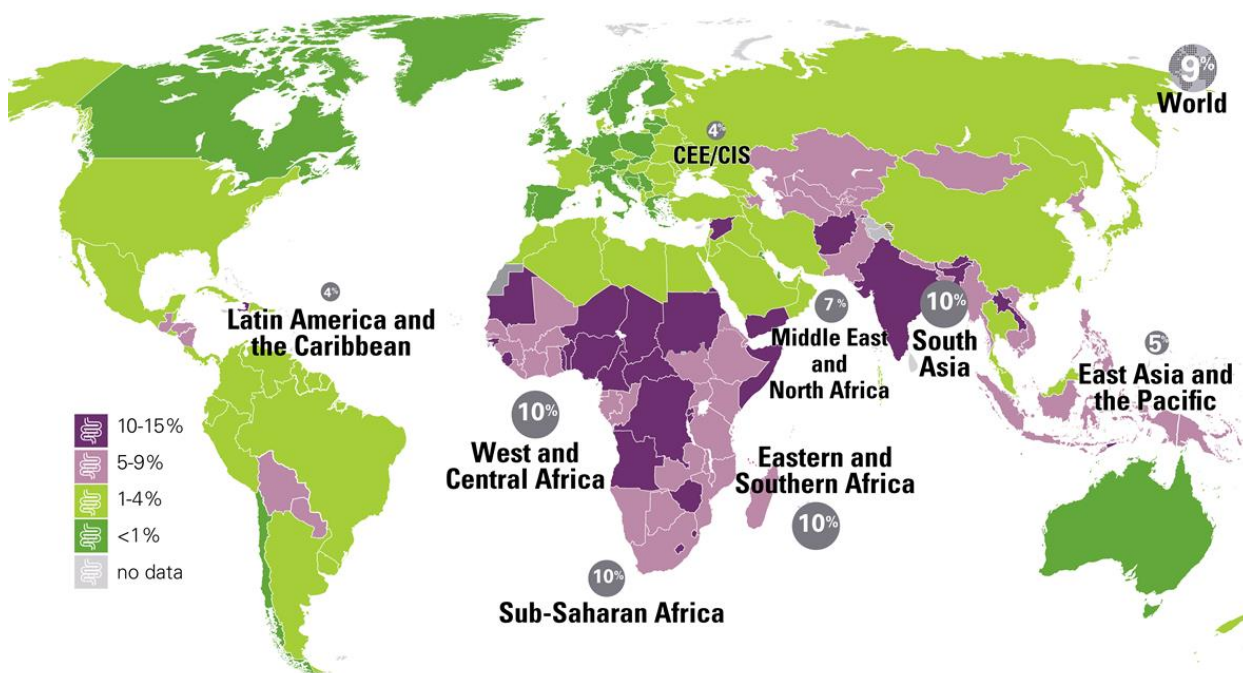 9%
World
4%
CEE/CIS
4%
Latin America and
the Caribbean
7%
Middle East
and
North Africa
10%
South
Asia
5%
East Asia and
the Pacific
10%
West and
Central Africa
Eastern and
Southern Africa
10%
10%
Sub-Saharan Africa
10-15%
5-9%
1-4%
<1%
no data